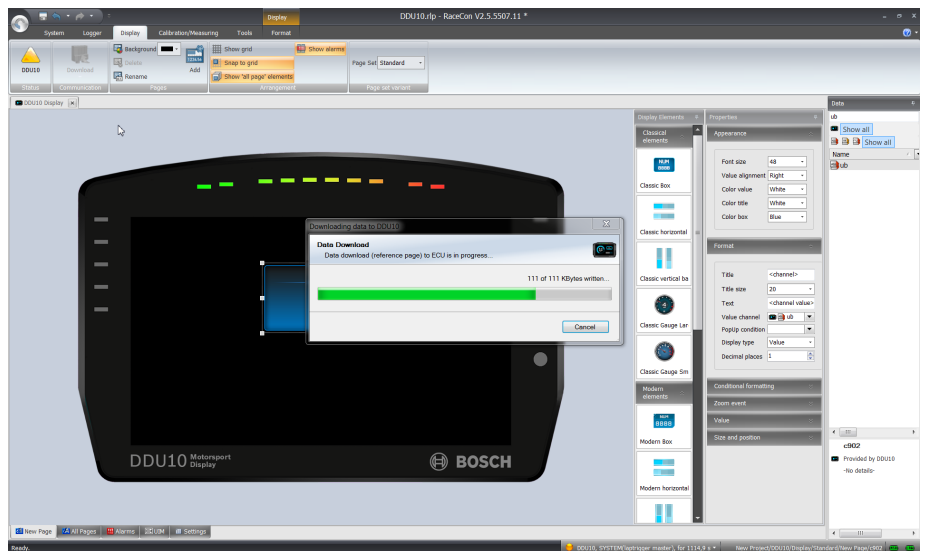 DDU10.rlp - RaceCon V2.5.5507.11 *
Display
System Logger Display Calibration/Measuring Tools Format
DDU10
Status
Download
Communication
Background
Delete
Rename
Add
Pages
Show grid
Snap to grid
Show 'all page' elements
Show alarms
Arrangement
Page Set Standard
Page set variant
DDU10 Display
Downloading data to DDU10
Data Download
Data download (reference page) to ECU is in progress...
111 of 111 KBytes written...
Cancel
DDU10 Motorsport
Display
BOSCH
Display Elements
Classical
elements
Classic Box
Classic horizontal
Classic vertical ba
Classic Gauge Lar
Classic Gauge Sm
Modern
elements
Modern Box
Modern horizontal
Properties
Appearance
Font size 48
Value alignment Right
Color value White
Color title White
Color box Blue
Format
Title <channel>
Title size 20
Text <channel value>
Value channel ub
PopUp condition
Display type Value
Decimal places 1
Conditional formatting
Zoom event
Value
Size and position
Data
ub
Show all
Show all
Name
ub
c902
Provided by DDU10
-No details-
New Page All Pages Alarms UIM Settings
Ready.
DDU10, SYSTEM(laptrigger master), for 1114,9 s
New Project/DDU10/Display/Standard/New Page/c902